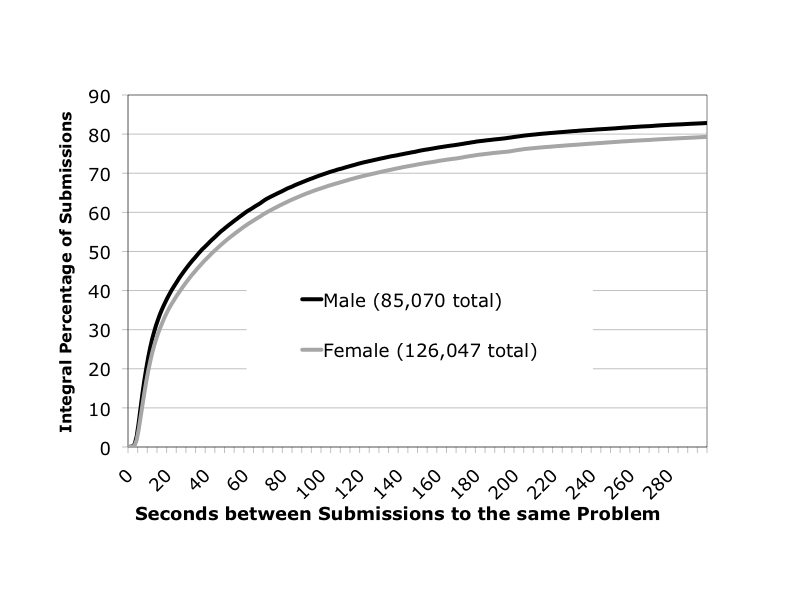 90
80
70
60
50
40
30
20
10
0
Integral Percentage of Submissions
Male (85,070 total)
Female (126,047 total)
0 20 40 60 80 100 120 140 160 180 200 220 240 260 280
Seconds between Submissions to the same Problem